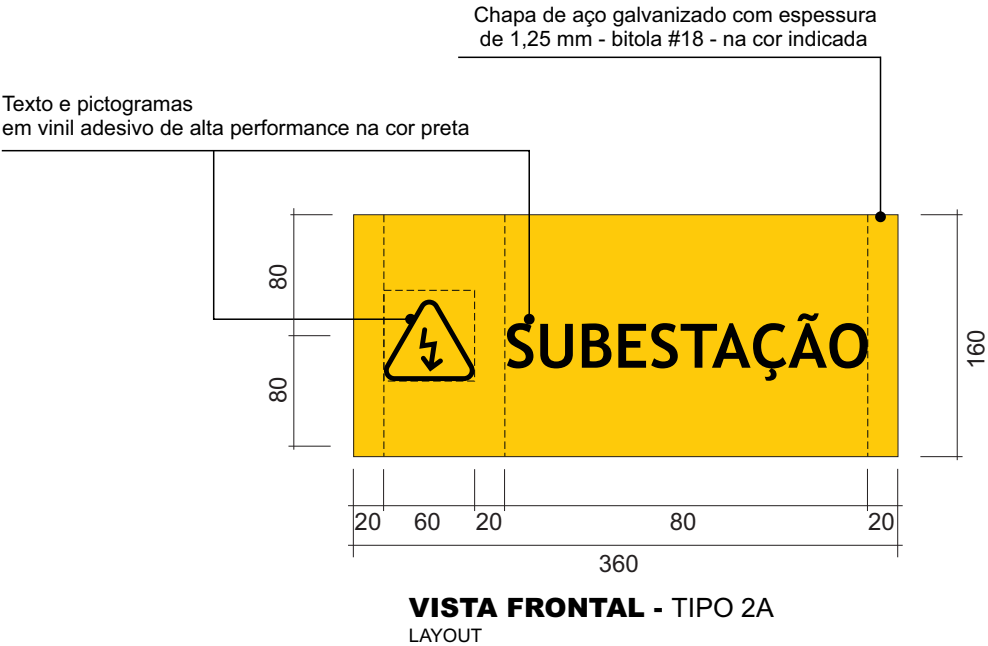 Chapa de aço galvanizado com espessura
de 1,25 mm - bitola #18 - na cor indicada
Texto e pictogramas
em vinil adesivo de alta performance na cor preta
80
80
SUBESTAÇÃO
160
20 60 20 80 20
360
VISTA FRONTAL - TIPO 2A
LAYOUT